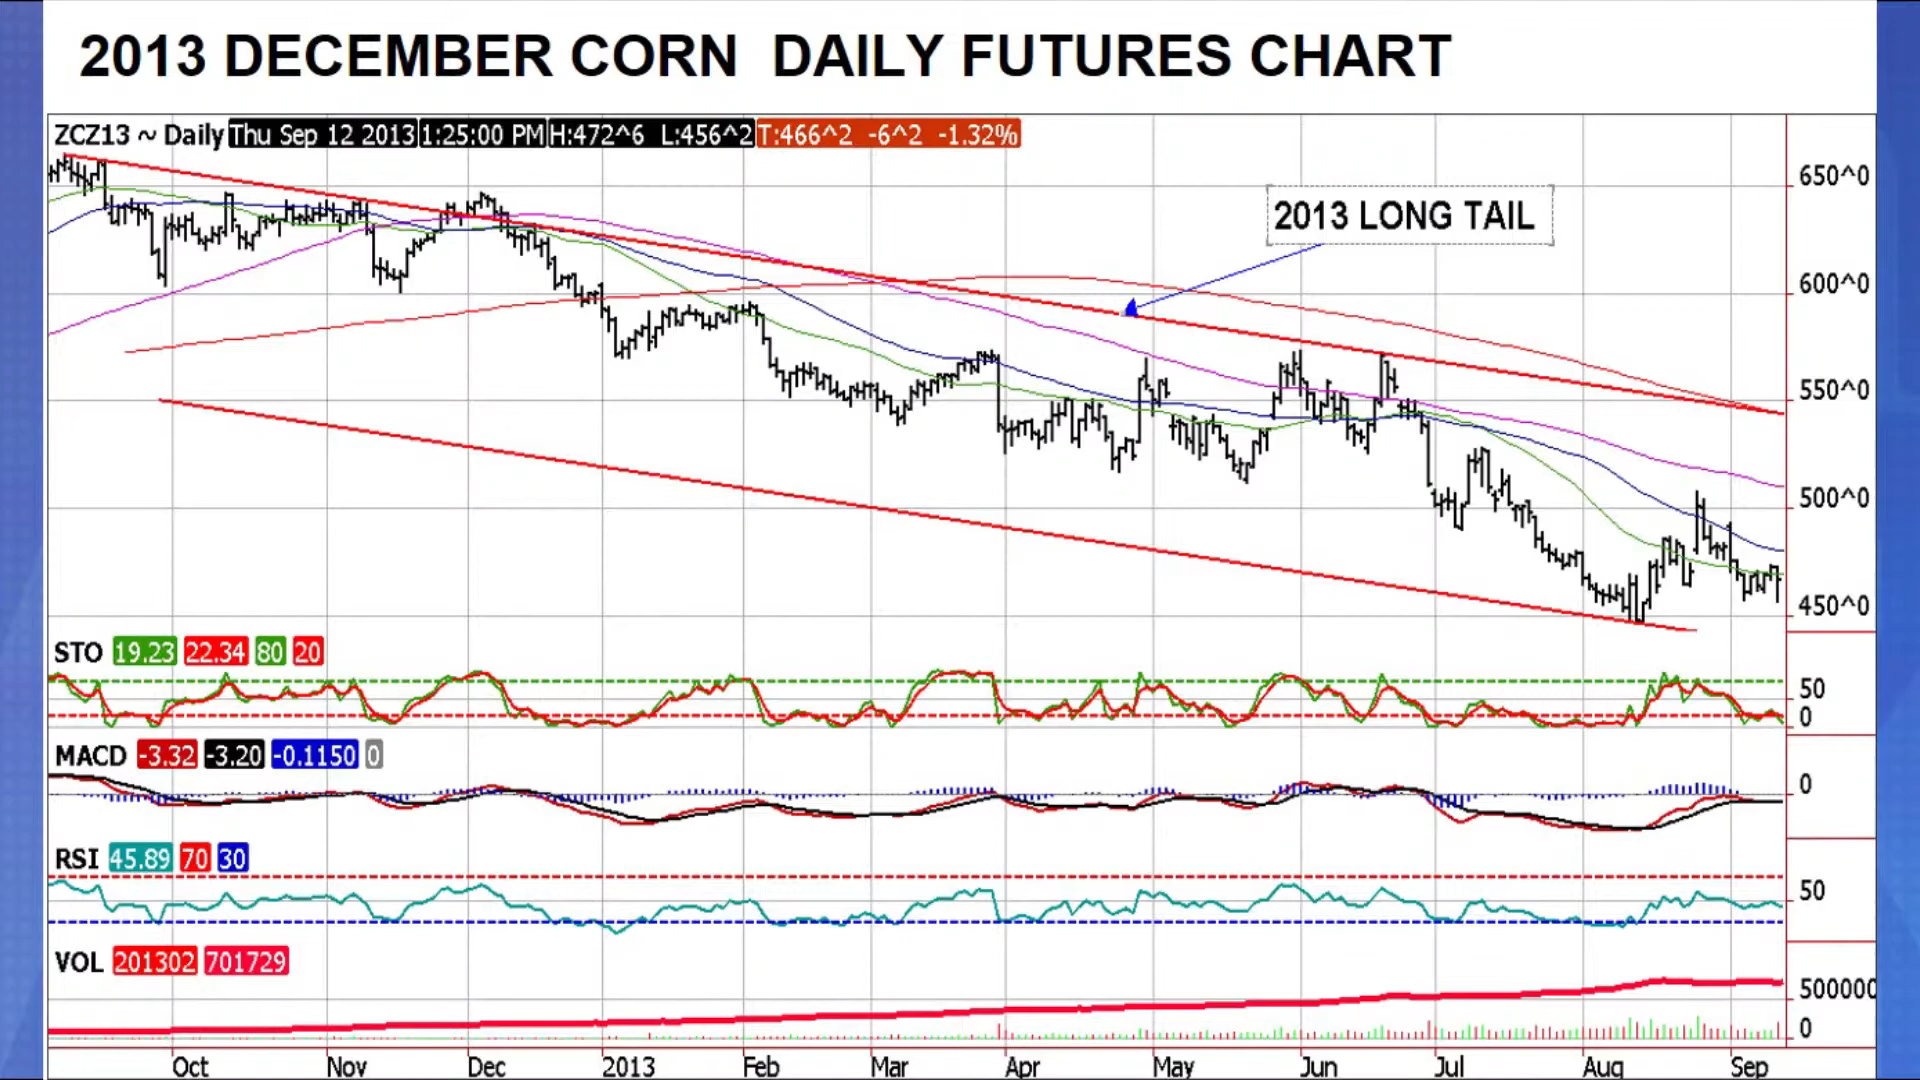 2013 DECEMBER CORN DAILY FUTURES CHART
ZCZ13 ~ Daily Thu Sep 12 2013 1:25:00 PM H:472^6 L:456^2 T:466^2 -6^2 -1.32%
650^0
2013 LONG TAIL
600^0
550^0
500^0
450^0
STO 19.23 22.34 80 20
50
0
MACD -3.32 -3.20 -0.1150 0
0
RSI 45.89 70 30
50
VOL 201302 701729
500000
0
Oct Nov Dec 2013 Feb Mar Apr May Jun Jul Aug Sep